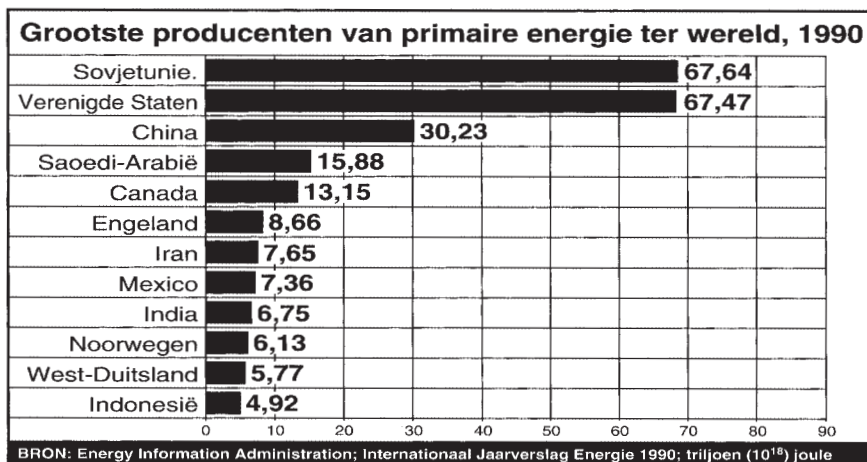 Grootste producenten van primaire energie ter wereld, 1990
Sovjetunie. 67,64
Verenigde Staten 67,47
China 30,23
Saoedi-Arabië 15,88
Canada 13,15
Engeland 8,66
Iran 7,65
Mexico 7,36
India 6,75
Noorwegen 6,13
West-Duitsland 5,77
Indonesië 4,92
0 10 20 30 40 50 60 70 80 90
BRON: Energy Information Administration; Internationaal Jaarverslag Energie 1990; triljoen (10¹⁸) joule